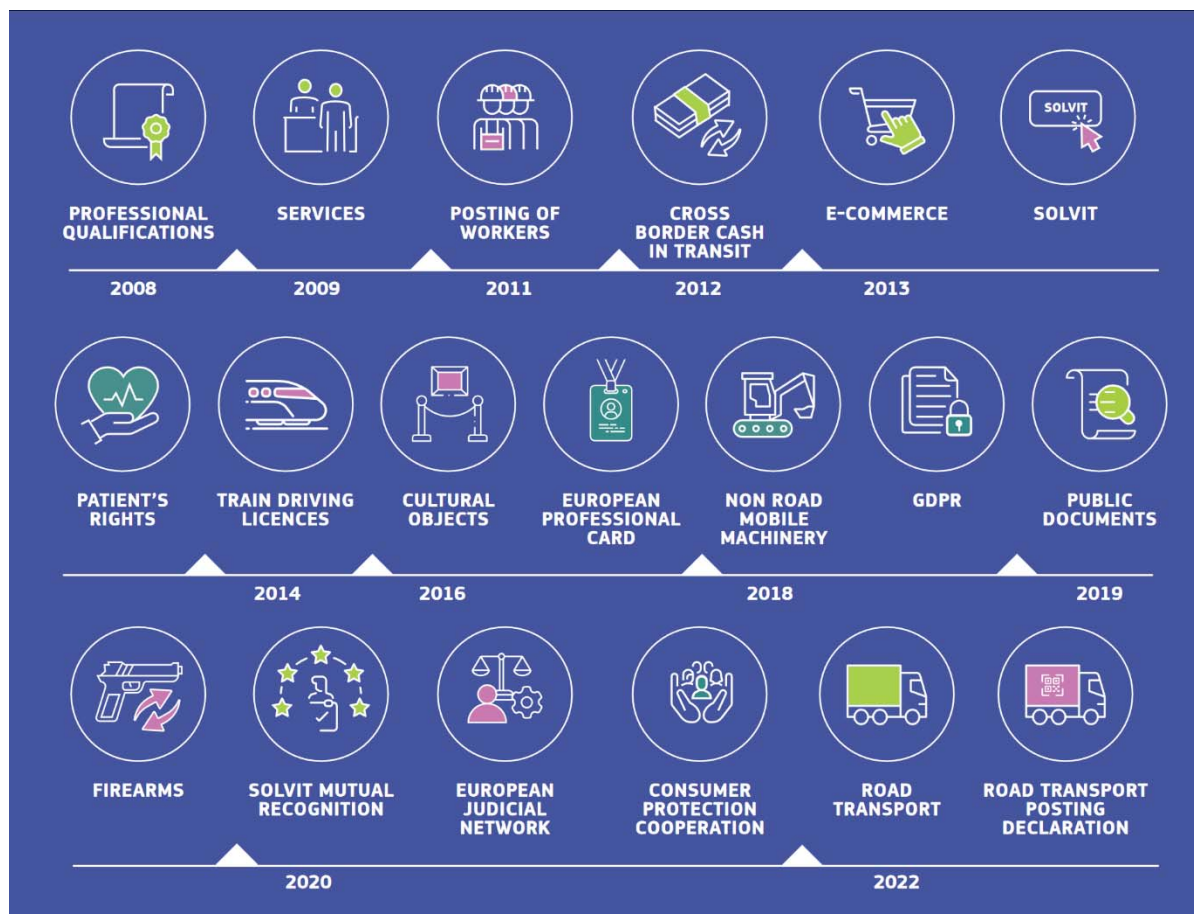 SOLVIT
PROFESSIONAL
QUALIFICATIONS
SERVICES
POSTING OF
WORKERS
CROSS
BORDER CASH
IN TRANSIT
E-COMMERCE
SOLVIT
2008
2009
2011
2012
2013
PATIENT'S
RIGHTS
TRAIN DRIVING
LICENCES
CULTURAL
OBJECTS
EUROPEAN
PROFESSIONAL
CARD
NON ROAD
MOBILE
MACHINERY
GDPR
PUBLIC
DOCUMENTS
2014
2016
2018
2019
FIREARMS
SOLVIT MUTUAL
RECOGNITION
EUROPEAN
JUDICIAL
NETWORK
CONSUMER
PROTECTION
COOPERATION
ROAD
TRANSPORT
ROAD TRANSPORT
POSTING
DECLARATION
2020
2022